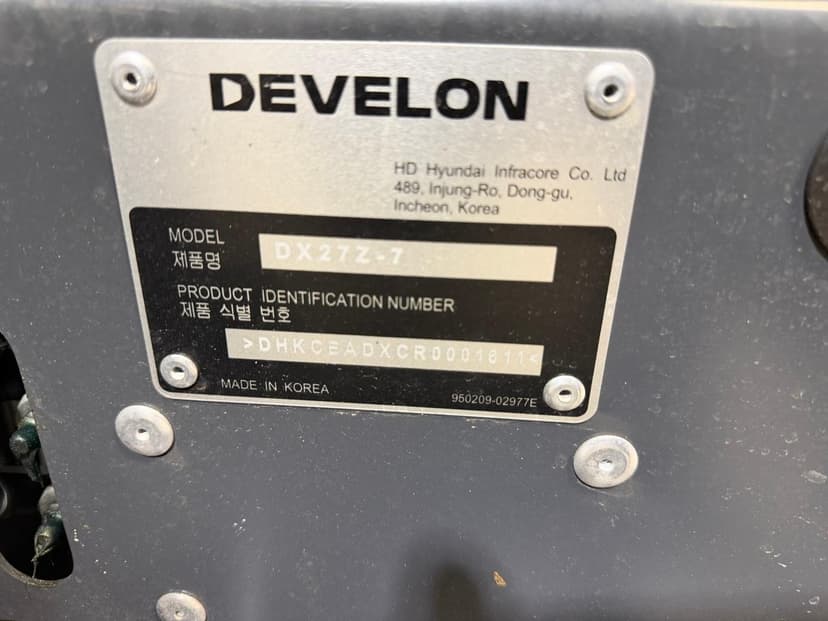 DEVELON
HD Hyundai Infracore Co. Ltd
489, Injung-Ro, Dong-gu,
Incheon, Korea
MODEL
제품명
DX27Z-7
PRODUCT IDENTIFICATION NUMBER
제품 식별 번호
>DHKCEADXCR0001611<
MADE IN KOREA
950209-02977E